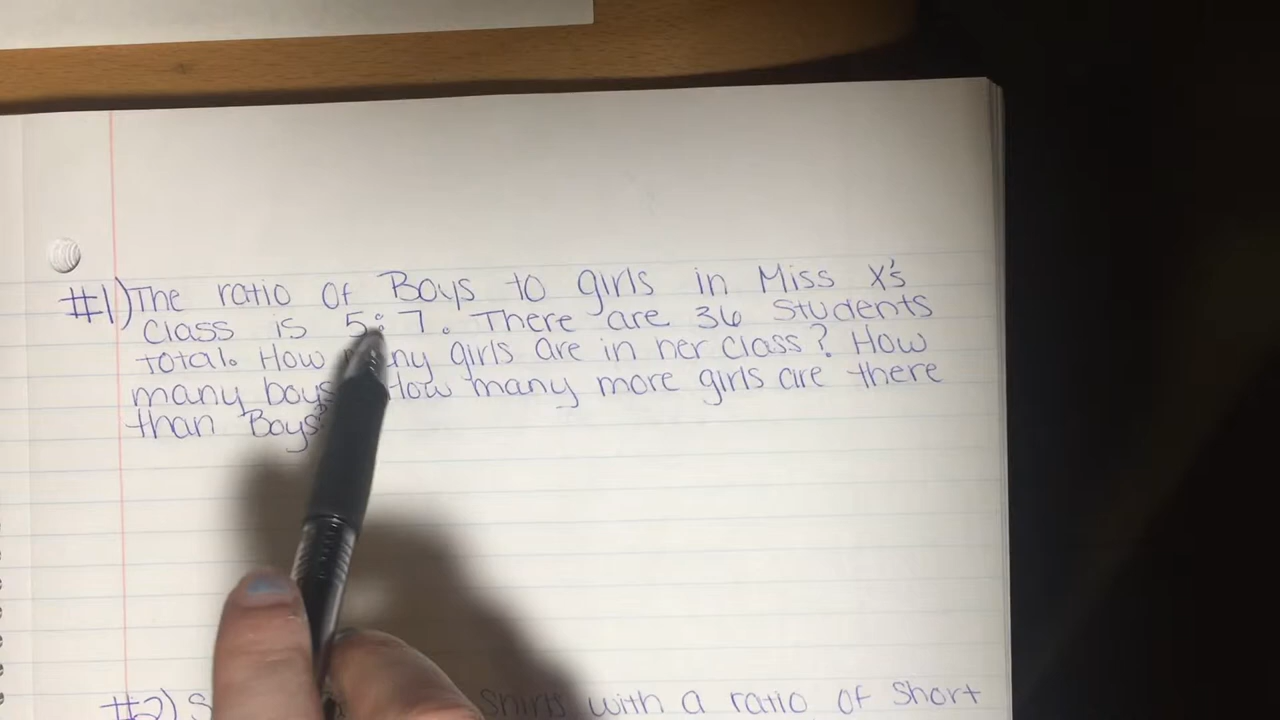 #1) The ratio of Boys to girls in Miss X's
class is 5:7. There are 36 students
total. How many girls are in her class? How
many boys How many more girls are there
than Boys?
#2) S shirts with a ratio of short